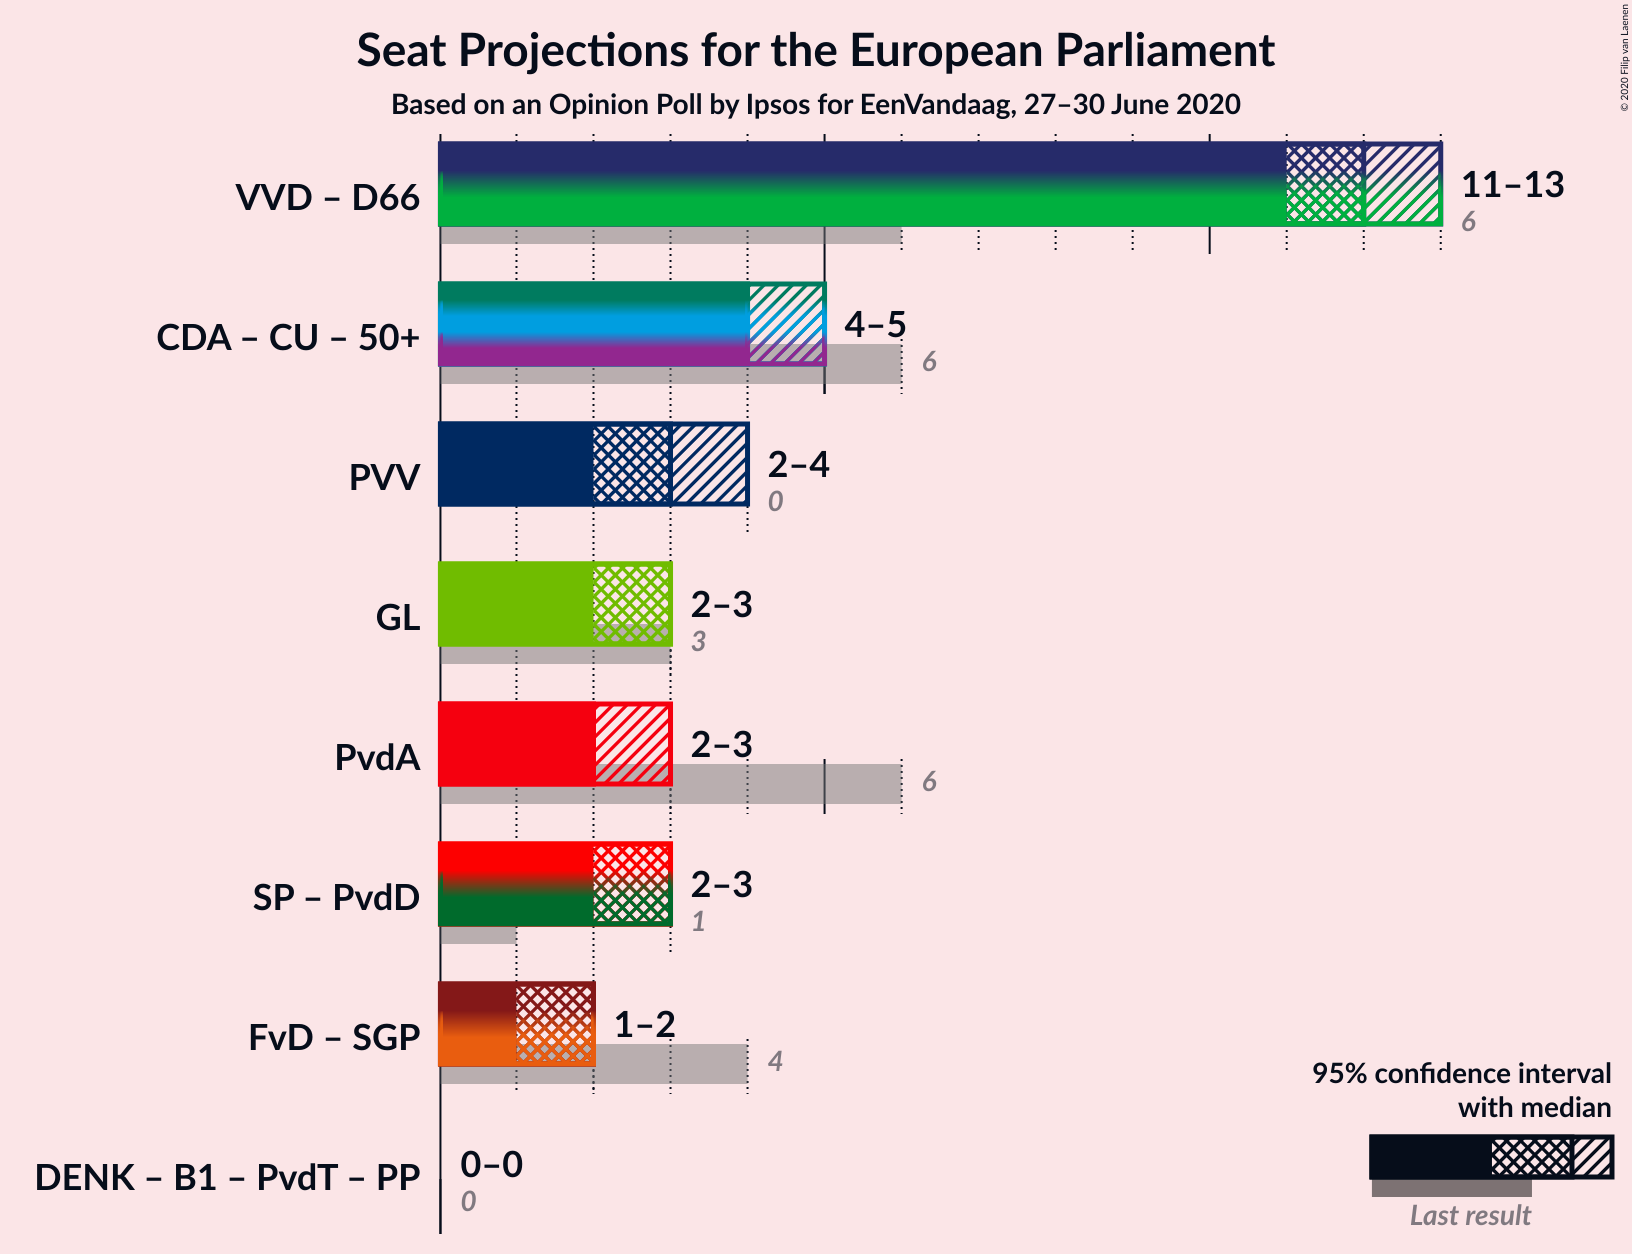 Seat Projections for the European Parliament
Based on an Opinion Poll by Ipsos for EenVandaag, 27–30 June 2020
© 2020 Filip van Laenen
VVD – D66
11–13
6
CDA – CU – 50+
4–5
6
PVV
2–4
0
GL
2–3
3
PvdA
2–3
6
SP – PvdD
2–3
1
FvD – SGP
1–2
4
DENK – B1 – PvdT – PP
0–0
0
95% confidence interval
with median
Last result